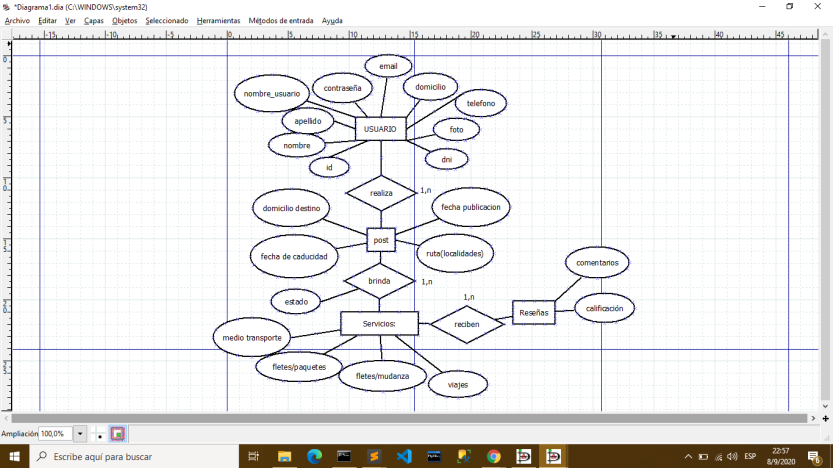 *Diagrama1.dia (C:\WINDOWS\system32)
Archivo Editar Ver Capas Objetos Seleccionado Herramientas Métodos de entrada Ayuda
-15 -10 -5 0 5 10 15 20 25 30 35 40 45
email
contraseña
domicilio
nombre_usuario
telefono
apellido
USUARIO
foto
nombre
dni
id
realiza
1,n
domicilio destino
fecha publicacion
post
fecha de caducidad
ruta(localidades)
comentarios
brinda
1,n
estado
1,n
calificación
Reseñas
Servicios:
reciben
medio transporte
fletes/paquetes
fletes/mudanza
viajes
Ampliación 100,0%
Escribe aquí para buscar
ESP
22:57
8/9/2020
6